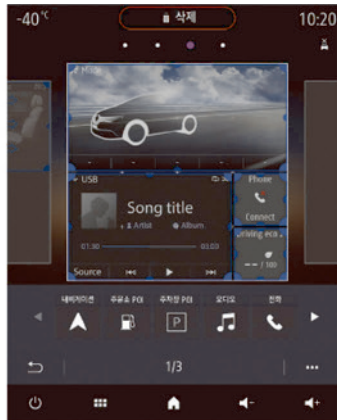 -40℃
삭제
10:20
USB
Phone
Song title
Artist
Album
Connect
Driving eco
01:30
03:03
-- / 100
Source
내비게이션
주유소 POI
주차장 POI
오디오
전화
1/3